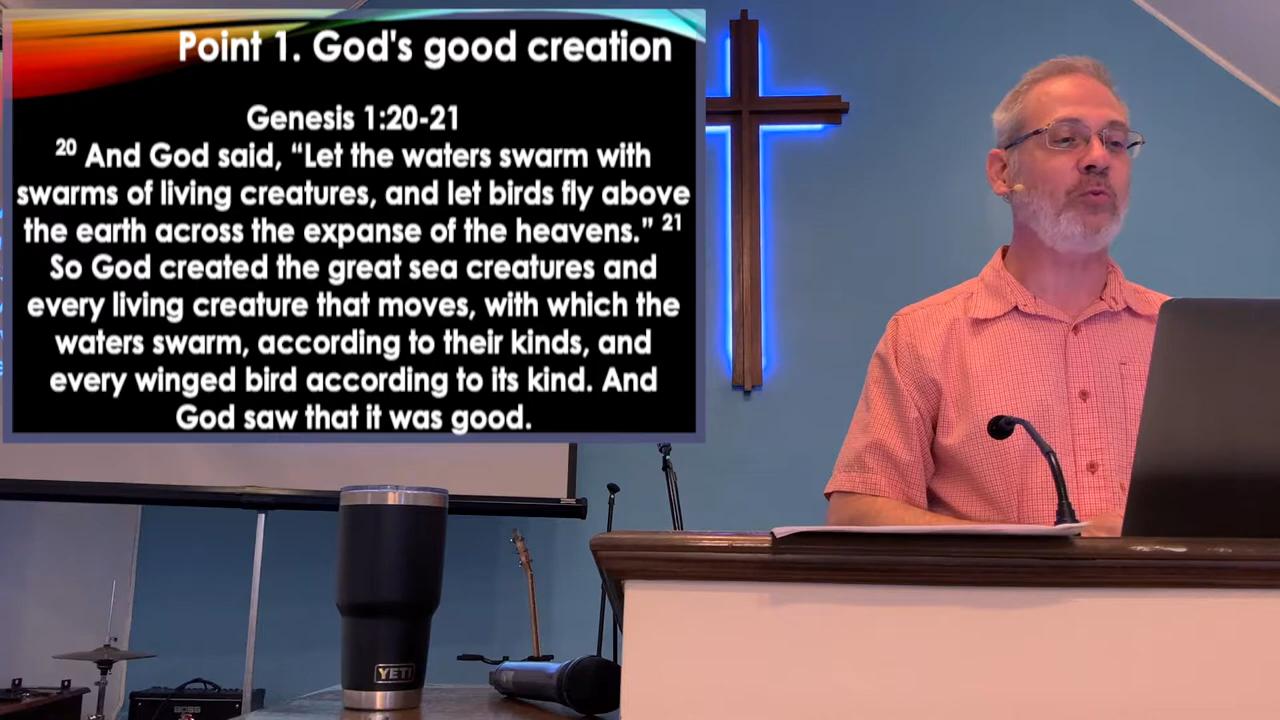 Point 1. God's good creation
Genesis 1:20-21
20 And God said, “Let the waters swarm with
swarms of living creatures, and let birds fly above
the earth across the expanse of the heavens.” 21
So God created the great sea creatures and
every living creature that moves, with which the
waters swarm, according to their kinds, and
every winged bird according to its kind. And
God saw that it was good.
YETI
BOSS